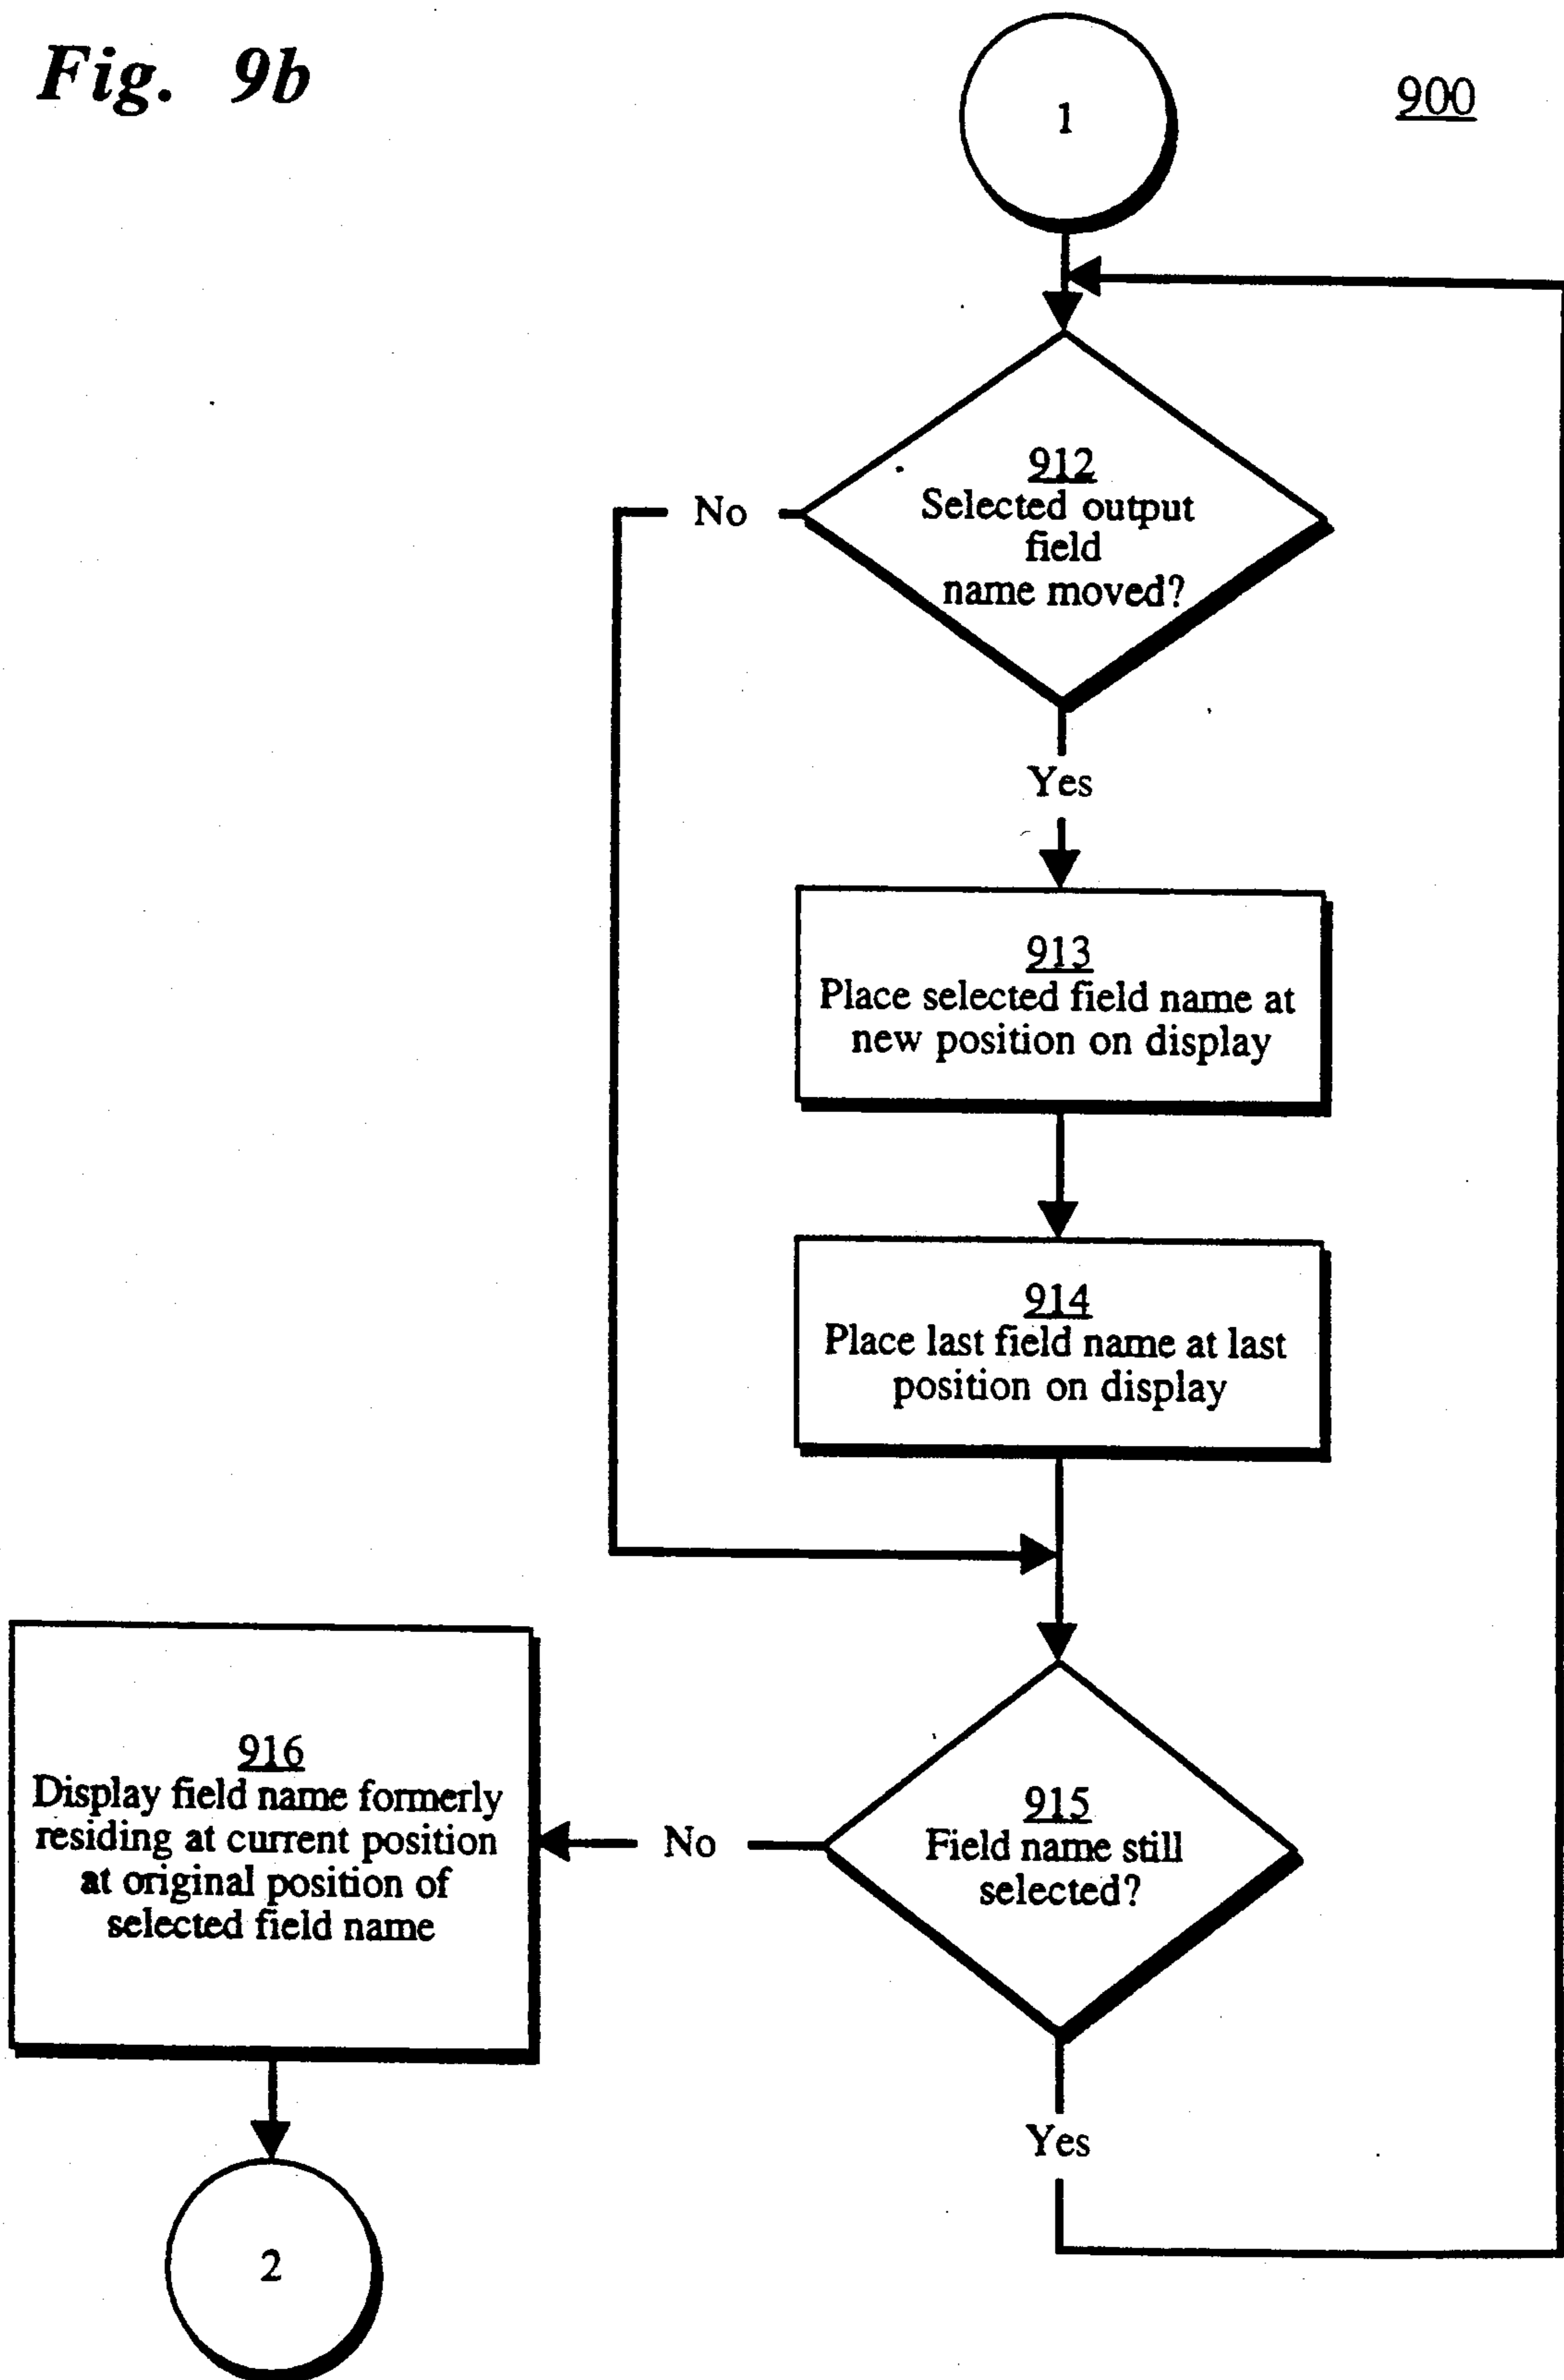 Fig. 9b
1
900
912
Selected output
field
name moved?
No
Yes
913
Place selected field name at
new position on display
914
Place last field name at last
position on display
915
Field name still
selected?
No
916
Display field name formerly
residing at current position
at original position of
selected field name
Yes
2